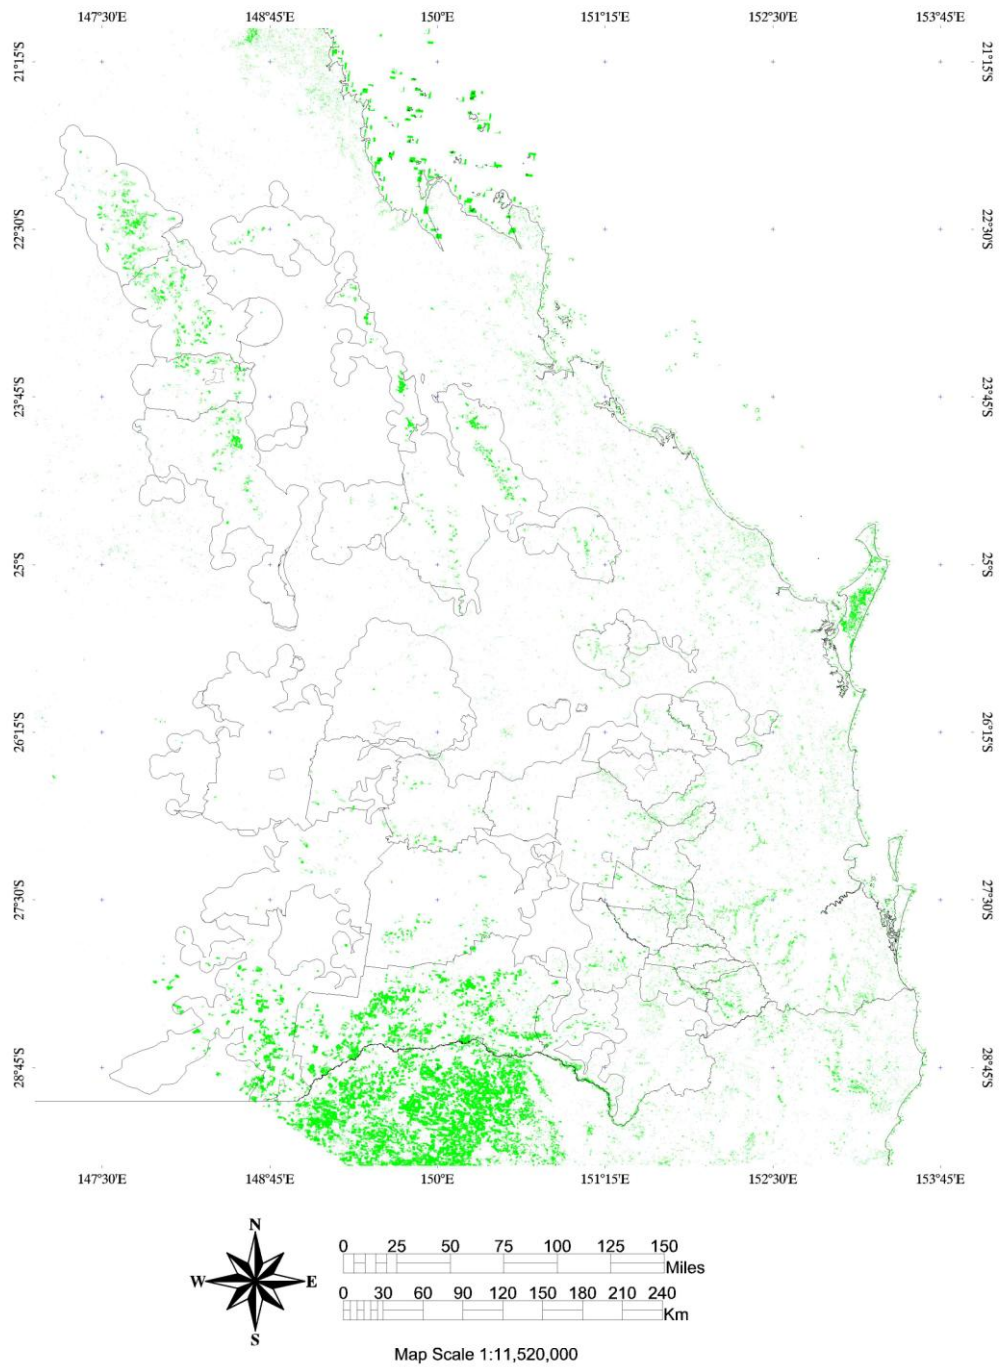 147°30'E 148°45'E 150°E 151°15'E 152°30'E 153°45'E
21°15'S 21°15'S
22°30'S 22°30'S
23°45'S 23°45'S
25°S 25°S
26°15'S 26°15'S
27°30'S 27°30'S
28°45'S 28°45'S
147°30'E 148°45'E 150°E 151°15'E 152°30'E 153°45'E
N
W E
S
0 25 50 75 100 125 150
Miles
0 30 60 90 120 150 180 210 240
Km
Map Scale 1:11,520,000